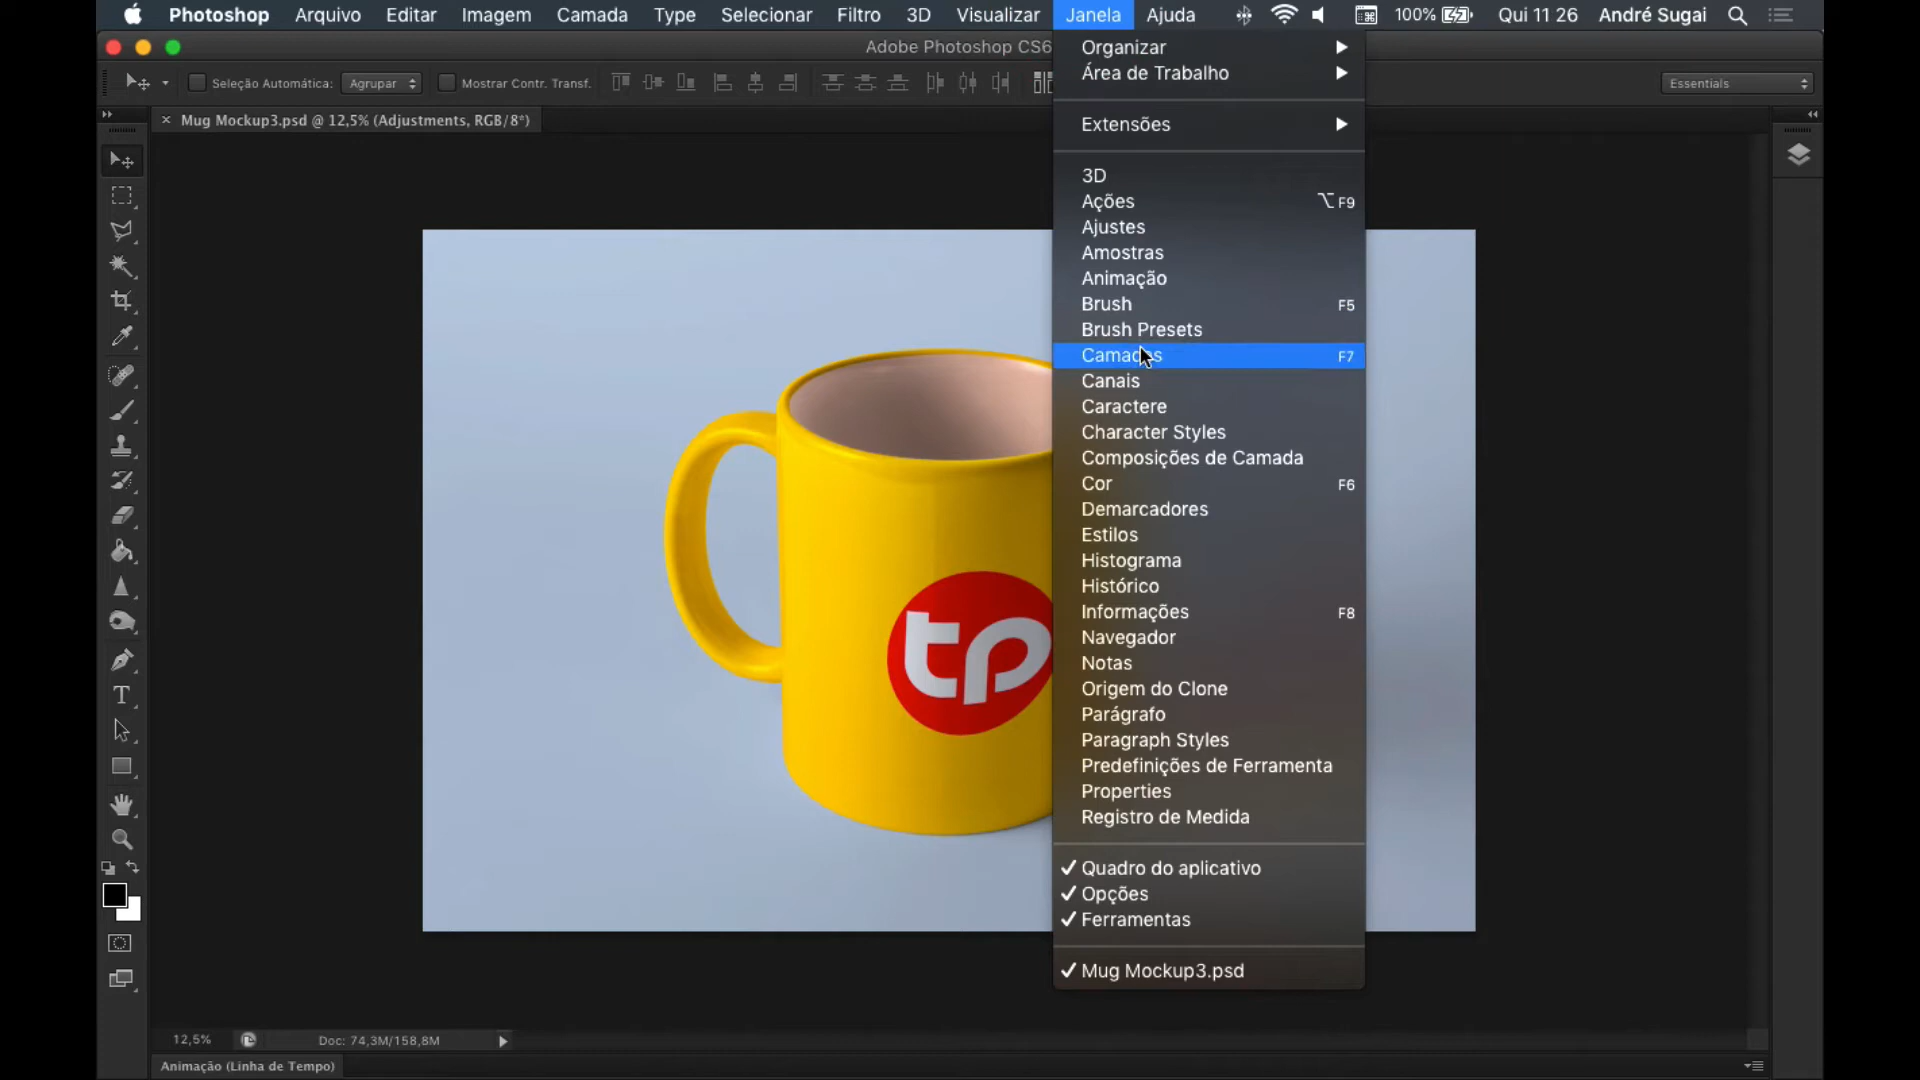 Photoshop Arquivo Editar Imagem Camada Type Selecionar Filtro 3D Visualizar Janela Ajuda 100% Qui 11 26 André Sugai
Adobe Photoshop CS6
Seleção Automática: Agrupar Mostrar Contr. Transf. Essentials
× Mug Mockup3.psd @ 12,5% (Adjustments, RGB/8*)
Organizar
Área de Trabalho
Extensões
3D
Ações ⌥F9
Ajustes
Amostras
Animação
Brush F5
Brush Presets
Camadas F7
Canais
Caractere
Character Styles
Composições de Camada
Cor F6
Demarcadores
Estilos
Histograma
Histórico
Informações F8
Navegador
Notas
Origem do Clone
Parágrafo
Paragraph Styles
Predefinições de Ferramenta
Properties
Registro de Medida
✓ Quadro do aplicativo
✓ Opções
✓ Ferramentas
✓ Mug Mockup3.psd
tp
12,5% Doc: 74,3M/158,8M
Animação (Linha de Tempo)